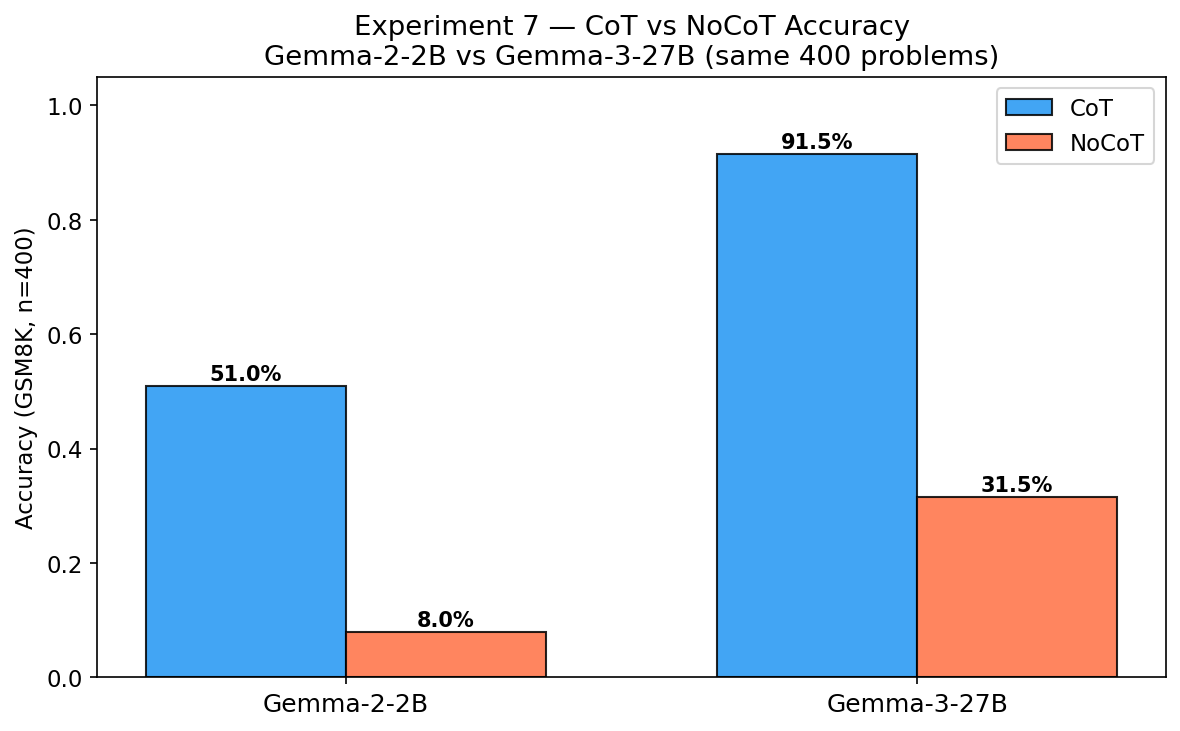 Experiment 7 — CoT vs NoCoT Accuracy
Gemma-2-2B vs Gemma-3-27B (same 400 problems)
Accuracy (GSM8K, n=400)
1.0
0.8
0.6
0.4
0.2
0.0
CoT
NoCoT
51.0%
8.0%
91.5%
31.5%
Gemma-2-2B
Gemma-3-27B